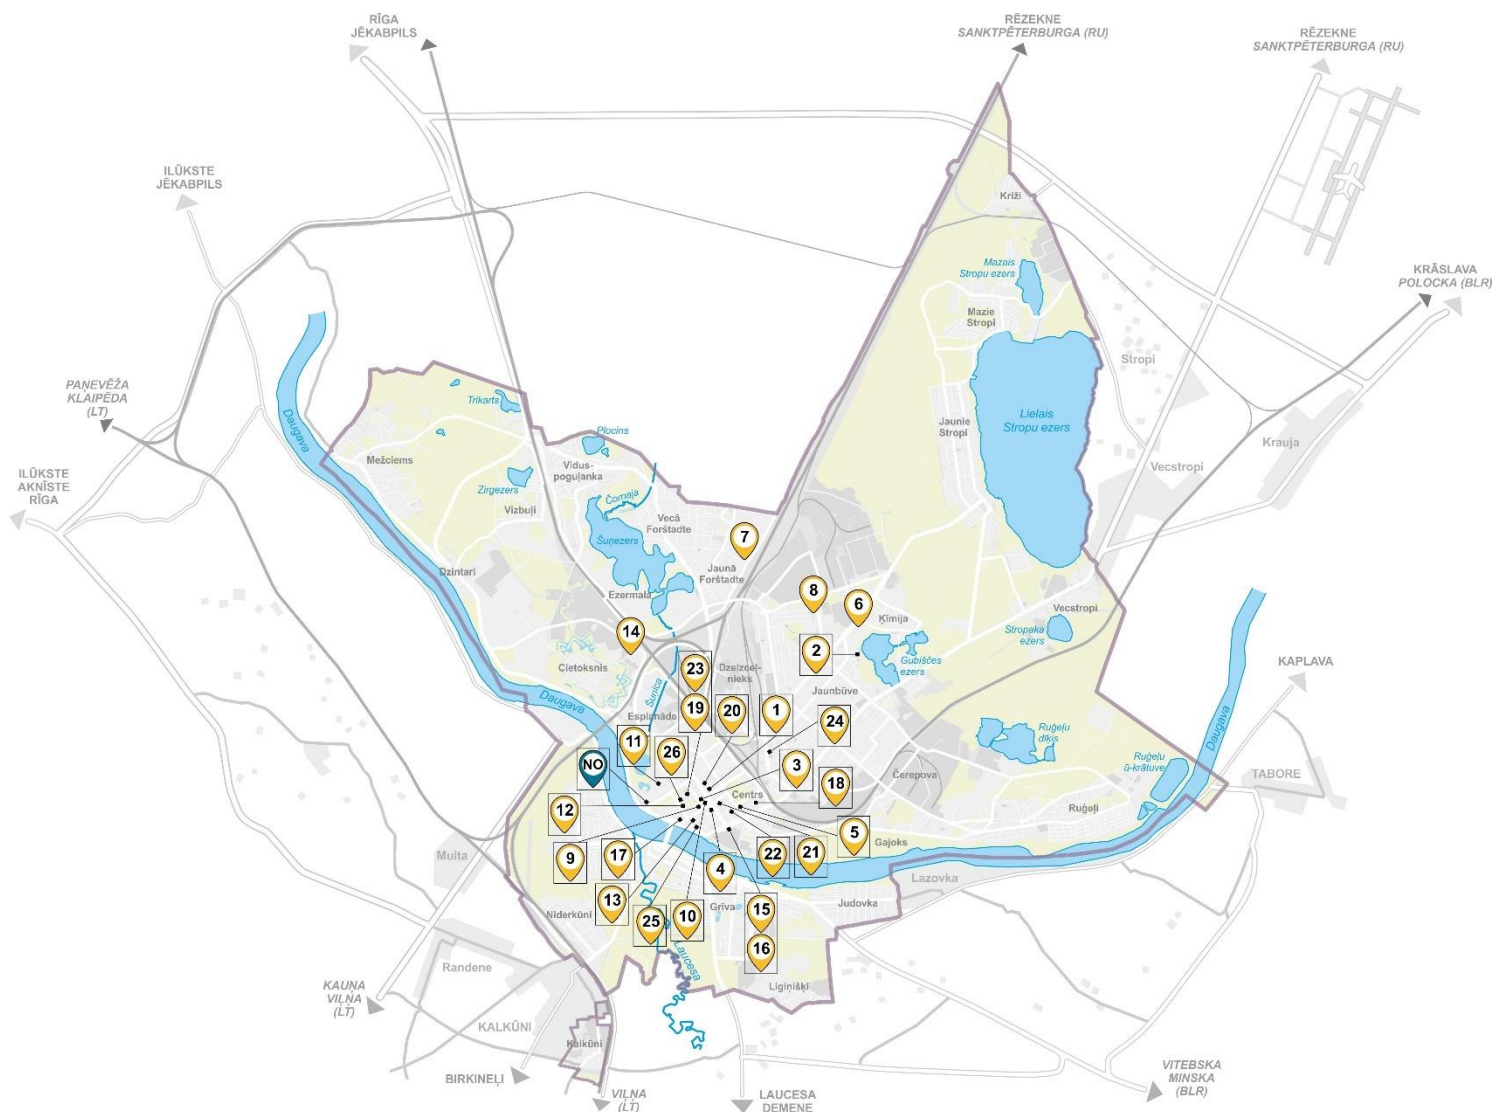 RĪGA
JĒKABPILS
RĒZEKNE
SANKTPĒTERBURGA (RU)
RĒZEKNE
SANKTPĒTERBURGA (RU)
ILŪKSTE
JĒKABPILS
Križi
Mazais
Stropu ezers
KRĀSLAVA
POLOCKA (BLR)
Mazie
Stropi
Stropi
PAŅEVĒŽA
KLAIPĒDA
(LT)
Daugava
Trikarts
Lielais
Stropu ezers
Jaunie
Stropi
Plocins
Krauja
Mežciems
Vidus-
poguļanka
Vecstropi
ILŪKSTE
AKNĪSTE
RĪGA
Zirgezers
Vizbuļi
Čornaja
Vecā
Forštadte
Šuņezers
7
Jaunā
Forštadte
Dzintari
Ezermala
8
6
Ķīmija
Vecstropi
14
Stropaka
ezers
2
Cietoksnis
23
Dzelzceļ-
nieks
Gubiščes
ezers
KAPLAVA
Šuņica
Jaunbūve
Daugava
Esplanāde
19
20
1
24
Ruģeļu
dīķis
Daugava
11
26
NO
3
Čerepova
Ruģeļu
ū-krātuve
TABORE
18
Centrs
12
Ruģeļi
5
Gajoks
Muita
9
17
22
21
4
Lazovka
13
Grīva
Judovka
Niderkūni
25
10
15
16
Laucesa
Randene
Liginišķi
KAUŅA
VIĻŅA
(LT)
KALKŪNI
Kalkūni
BIRKINEĻI
VIĻŅA
(LT)
LAUCESA
DEMENE
VITEBSKA
MINSKA
(BLR)